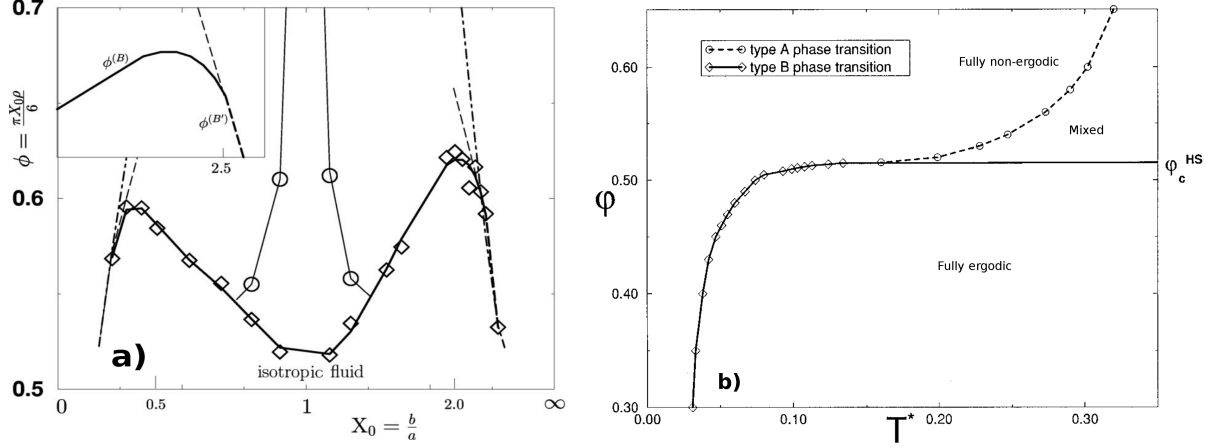 0.7
0.6
0.6
0.5
ϕ = πX₀ρ/6
ϕ^(B)
ϕ^(B′)
2.5
a)
isotropic fluid
0
0.5
1
2.0
∞
X₀ = b/a
type A phase transition
type B phase transition
Fully non-ergodic
Mixed
Fully ergodic
φ
φ_c^HS
0.60
0.50
0.40
0.30
b)
0.00
0.10
0.20
0.30
T*